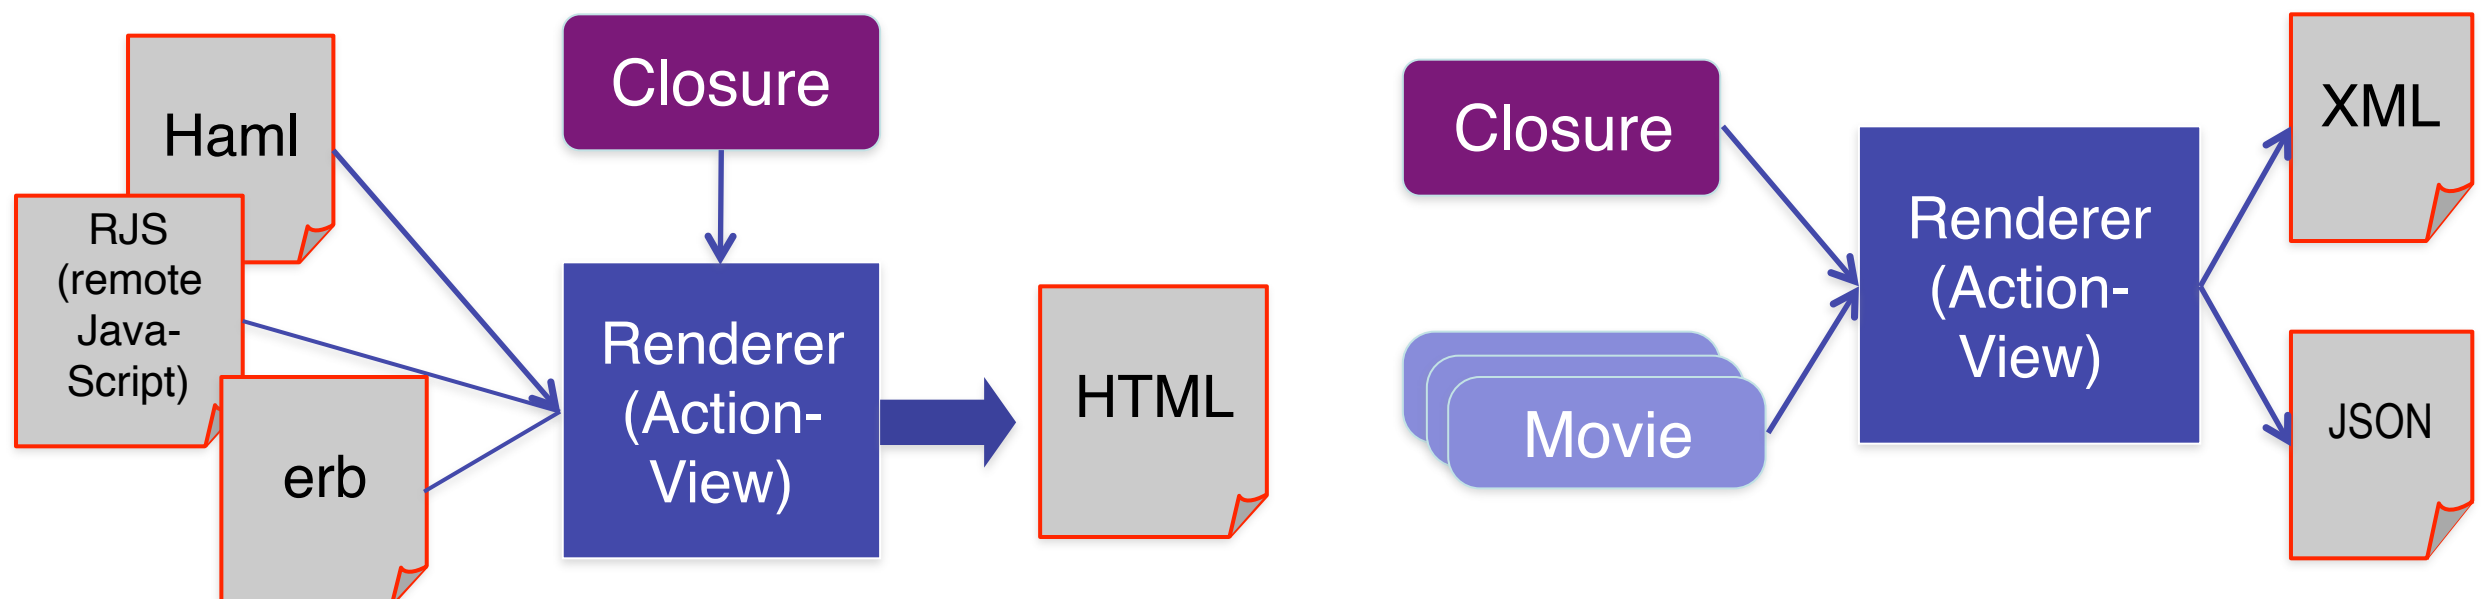 Haml
RJS
(remote
Java-
Script)
erb
Closure
Renderer
(Action-
View)
HTML
Closure
Movie
Renderer
(Action-
View)
XML
JSON